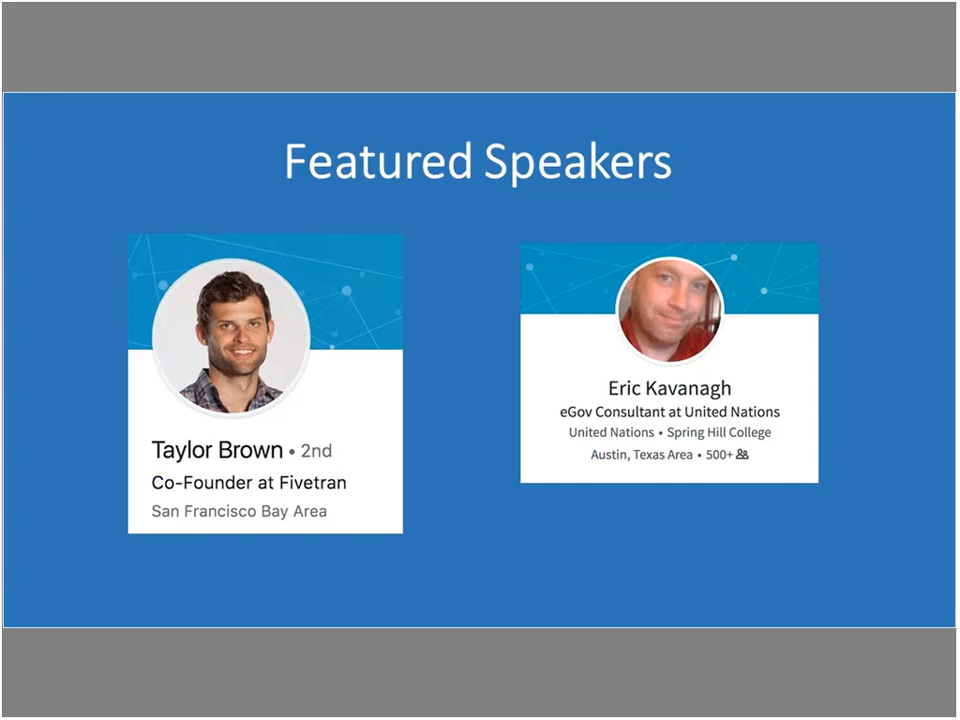 Featured Speakers
Taylor Brown • 2nd
Co-Founder at Fivetran
San Francisco Bay Area
Eric Kavanagh
eGov Consultant at United Nations
United Nations • Spring Hill College
Austin, Texas Area • 500+